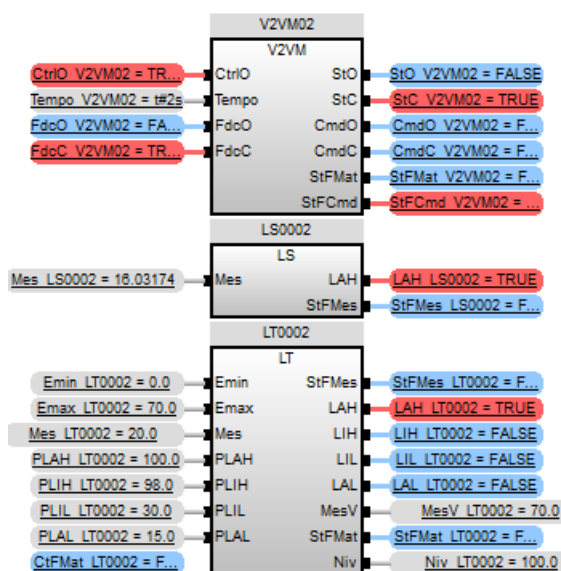 V2VM02
V2VM
CtrlO_V2VM02 = TR... CtrlO StO StO_V2VM02 = FALSE
Tempo_V2VM02 = t#2s Tempo StC StC_V2VM02 = TRUE
FdcO_V2VM02 = FA... FdcO CmdO CmdO_V2VM02 = F...
FdcC_V2VM02 = TR... FdcC CmdC CmdC_V2VM02 = F...
StFMat StFMat_V2VM02 = F...
StFCmd StFCmd_V2VM02 = ...
LS0002
LS
Mes_LS0002 = 16.03174 Mes LAH LAH_LS0002 = TRUE
StFMes StFMes_LS0002 = F...
LT0002
LT
Emin_LT0002 = 0.0 Emin StFMes StFMes_LT0002 = F...
Emax_LT0002 = 70.0 Emax LAH LAH_LT0002 = TRUE
Mes_LT0002 = 20.0 Mes LIH LIH_LT0002 = FALSE
PLAH_LT0002 = 100.0 PLAH LIL LIL_LT0002 = FALSE
PLIH_LT0002 = 98.0 PLIH LAL LAL_LT0002 = FALSE
PLIL_LT0002 = 30.0 PLIL MesV MesV_LT0002 = 70.0
PLAL_LT0002 = 15.0 PLAL StFMat StFMat_LT0002 = F...
CtFMat_LT0002 = F... Niv Niv_LT0002 = 100.0